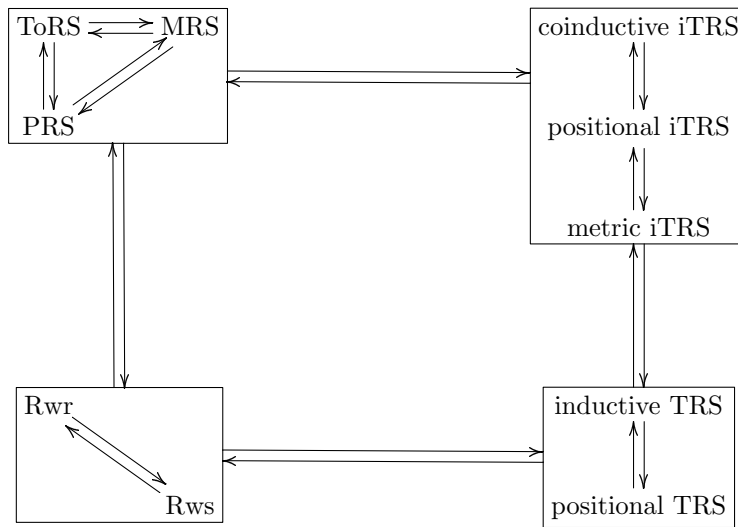 ToRS MRS
PRS
coinductive iTRS
positional iTRS
metric iTRS
Rwr
Rws
inductive TRS
positional TRS